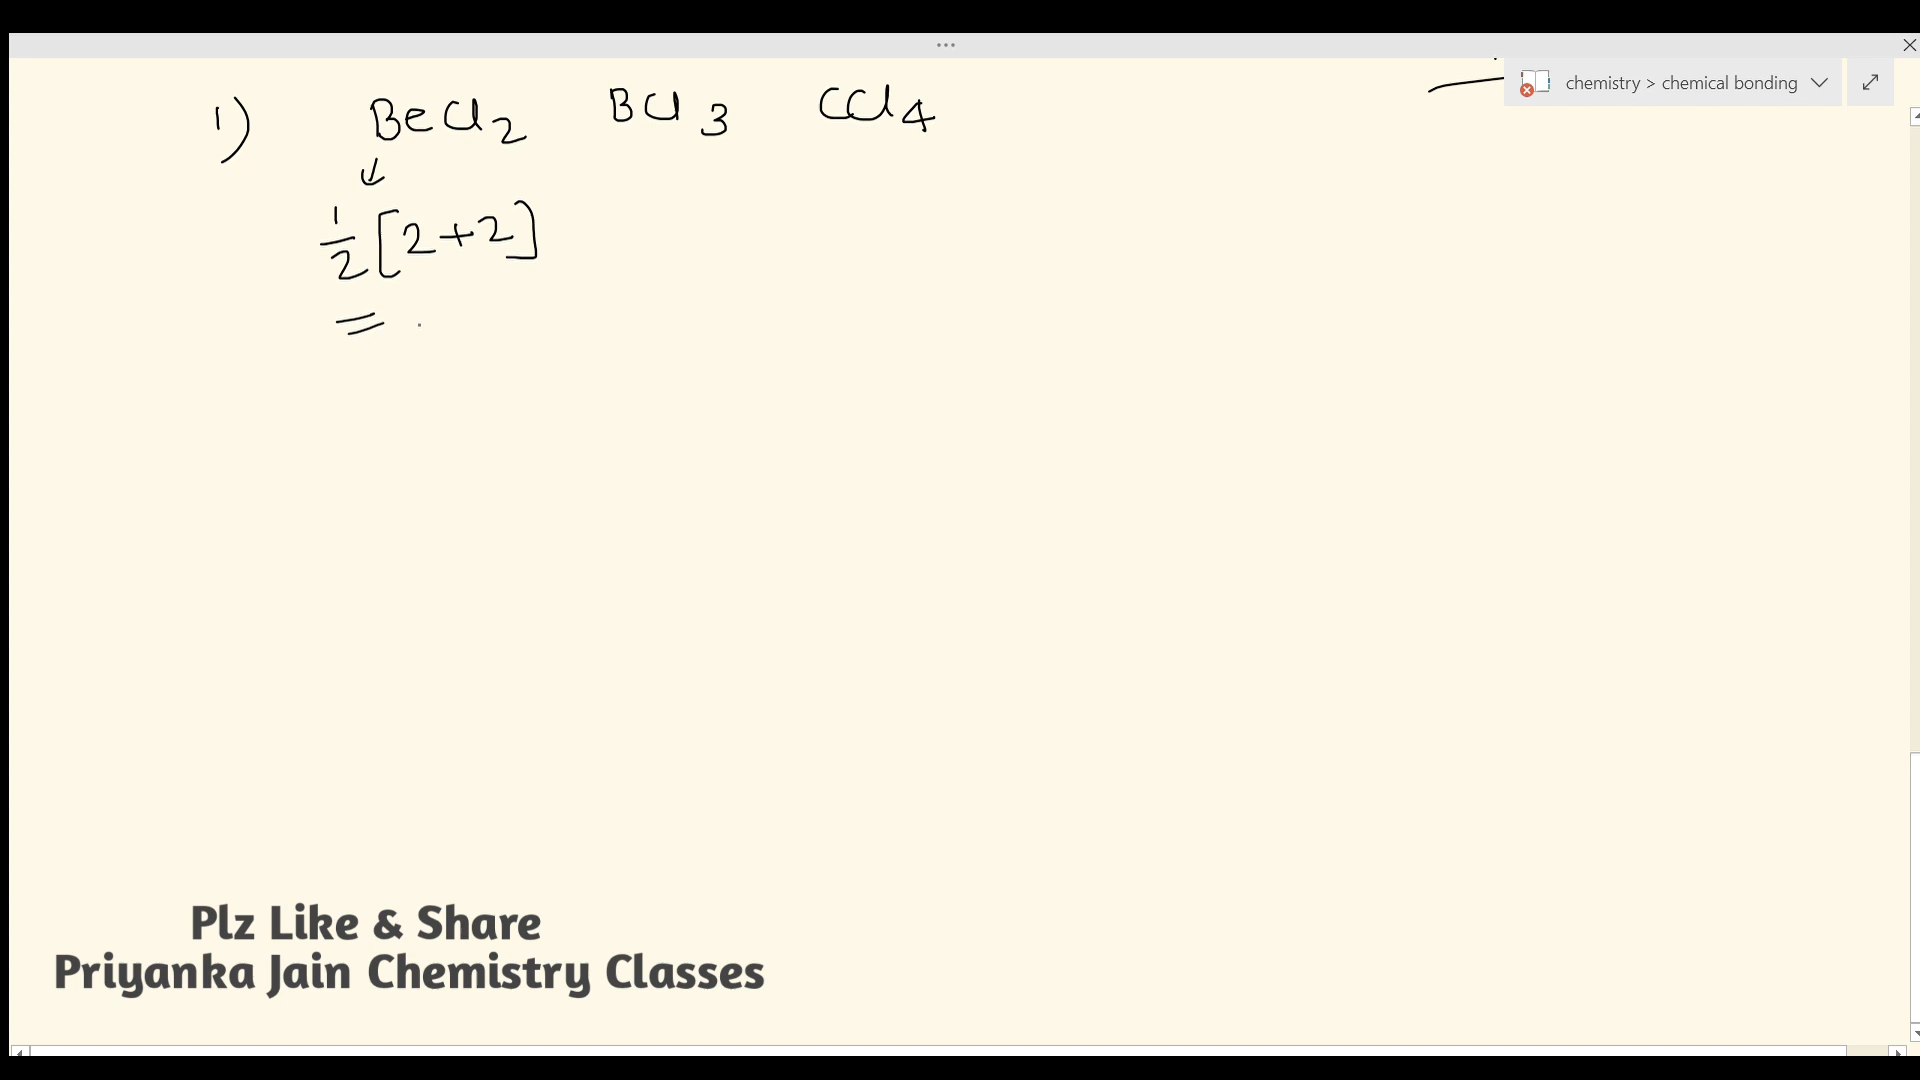 chemistry > chemical bonding
1) BeCl2 BCl3 CCl4
↓
1/2 [2+2]
=
Plz Like & Share
Priyanka Jain Chemistry Classes